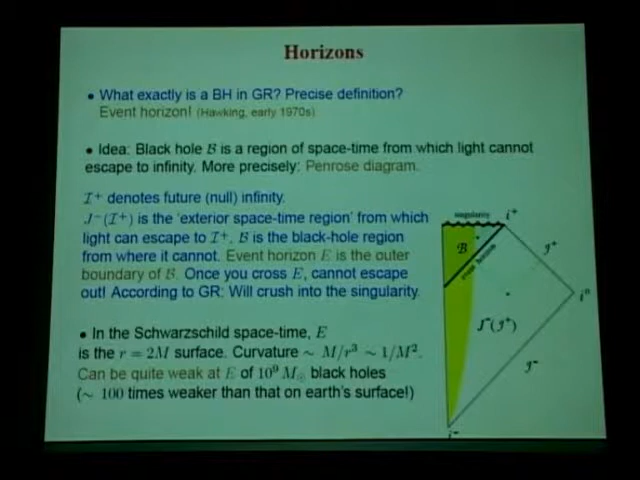 Horizons
• What exactly is a BH in GR? Precise definition?
Event horizon! (Hawking, early 1970s)
• Idea: Black hole ℬ is a region of space-time from which light cannot
escape to infinity. More precisely: Penrose diagram.
ℐ⁺ denotes future (null) infinity.
J⁻(ℐ⁺) is the 'exterior space-time region' from which
light can escape to ℐ⁺. ℬ is the black-hole region
from where it cannot. Event horizon E is the outer
boundary of ℬ. Once you cross E, cannot escape
out! According to GR: Will crush into the singularity.
• In the Schwarzschild space-time, E
is the r = 2M surface. Curvature ∼ M/r³ ∼ 1/M².
Can be quite weak at E of 10⁹ M☉ black holes
(∼ 100 times weaker than that on earth's surface!)
singularity
i⁺
ℬ
event horizon
ℐ⁺
i⁰
J⁻(ℐ⁺)
ℐ⁻
i⁻